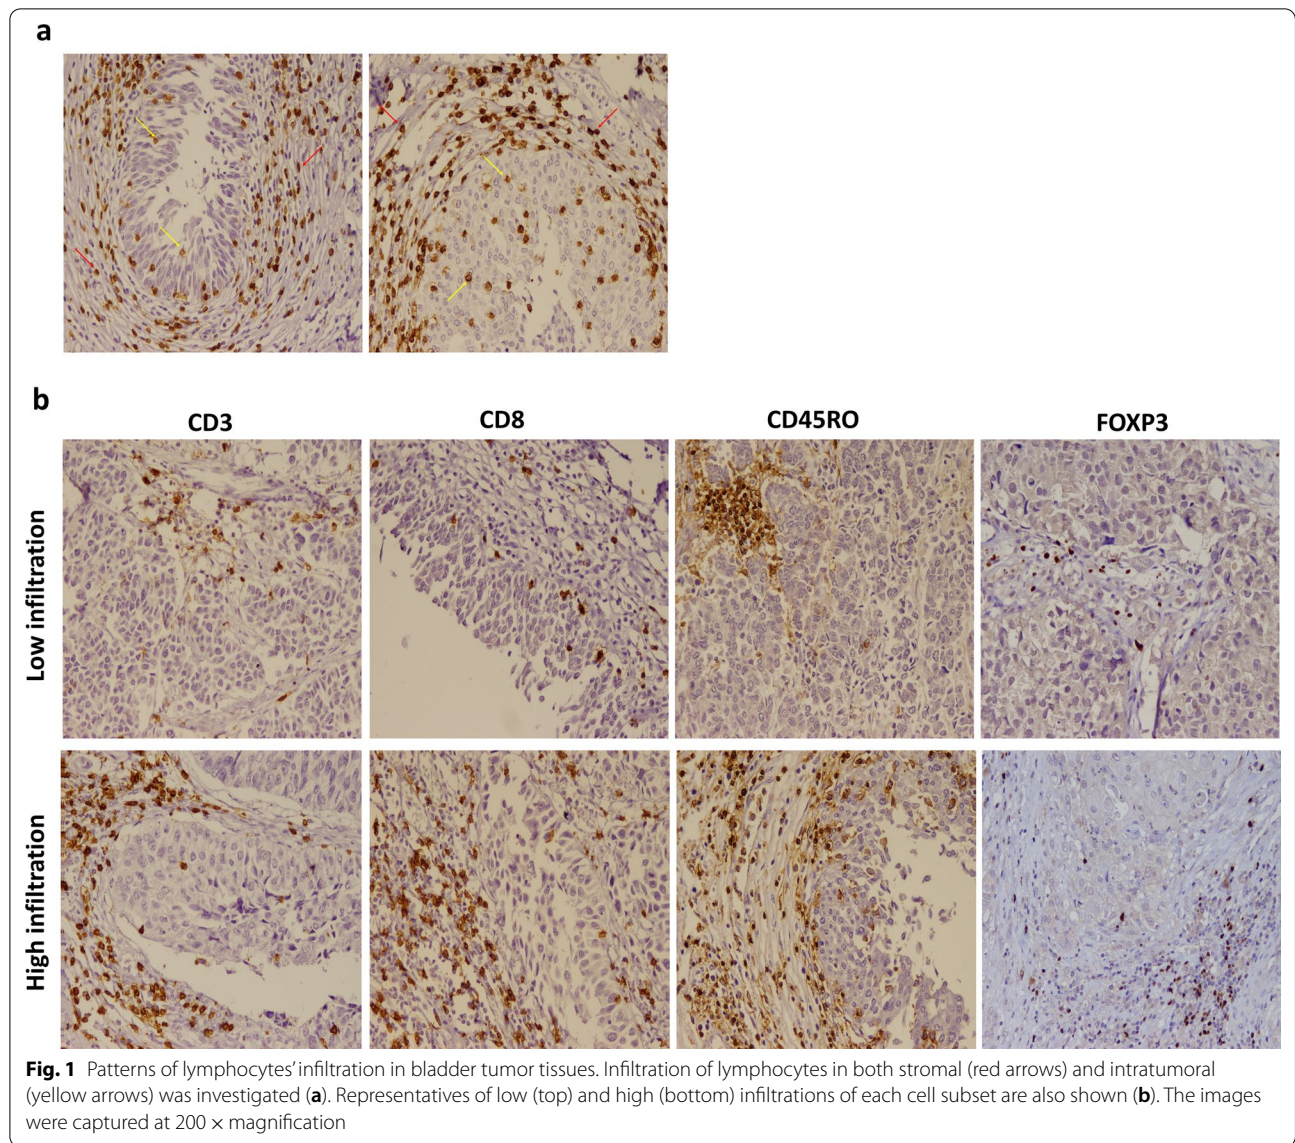 a
b
CD3 CD8 CD45RO FOXP3
Low infiltration
High infiltration
Fig. 1 Patterns of lymphocytes’ infiltration in bladder tumor tissues. Infiltration of lymphocytes in both stromal (red arrows) and intratumoral
(yellow arrows) was investigated (a). Representatives of low (top) and high (bottom) infiltrations of each cell subset are also shown (b). The images
were captured at 200 × magnification